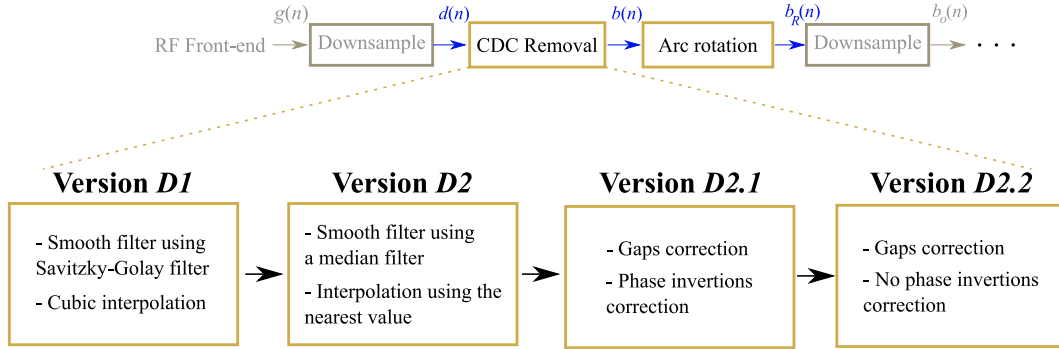 g(n) d(n) b(n) b_R(n) b_o(n)
RF Front-end Downsample CDC Removal Arc rotation Downsample . . .
Version D1 Version D2 Version D2.1 Version D2.2
- Smooth filter using
Savitzky-Golay filter
- Cubic interpolation
- Smooth filter using
a median filter
- Interpolation using the
nearest value
- Gaps correction
- Phase invertions
correction
- Gaps correction
- No phase invertions
correction